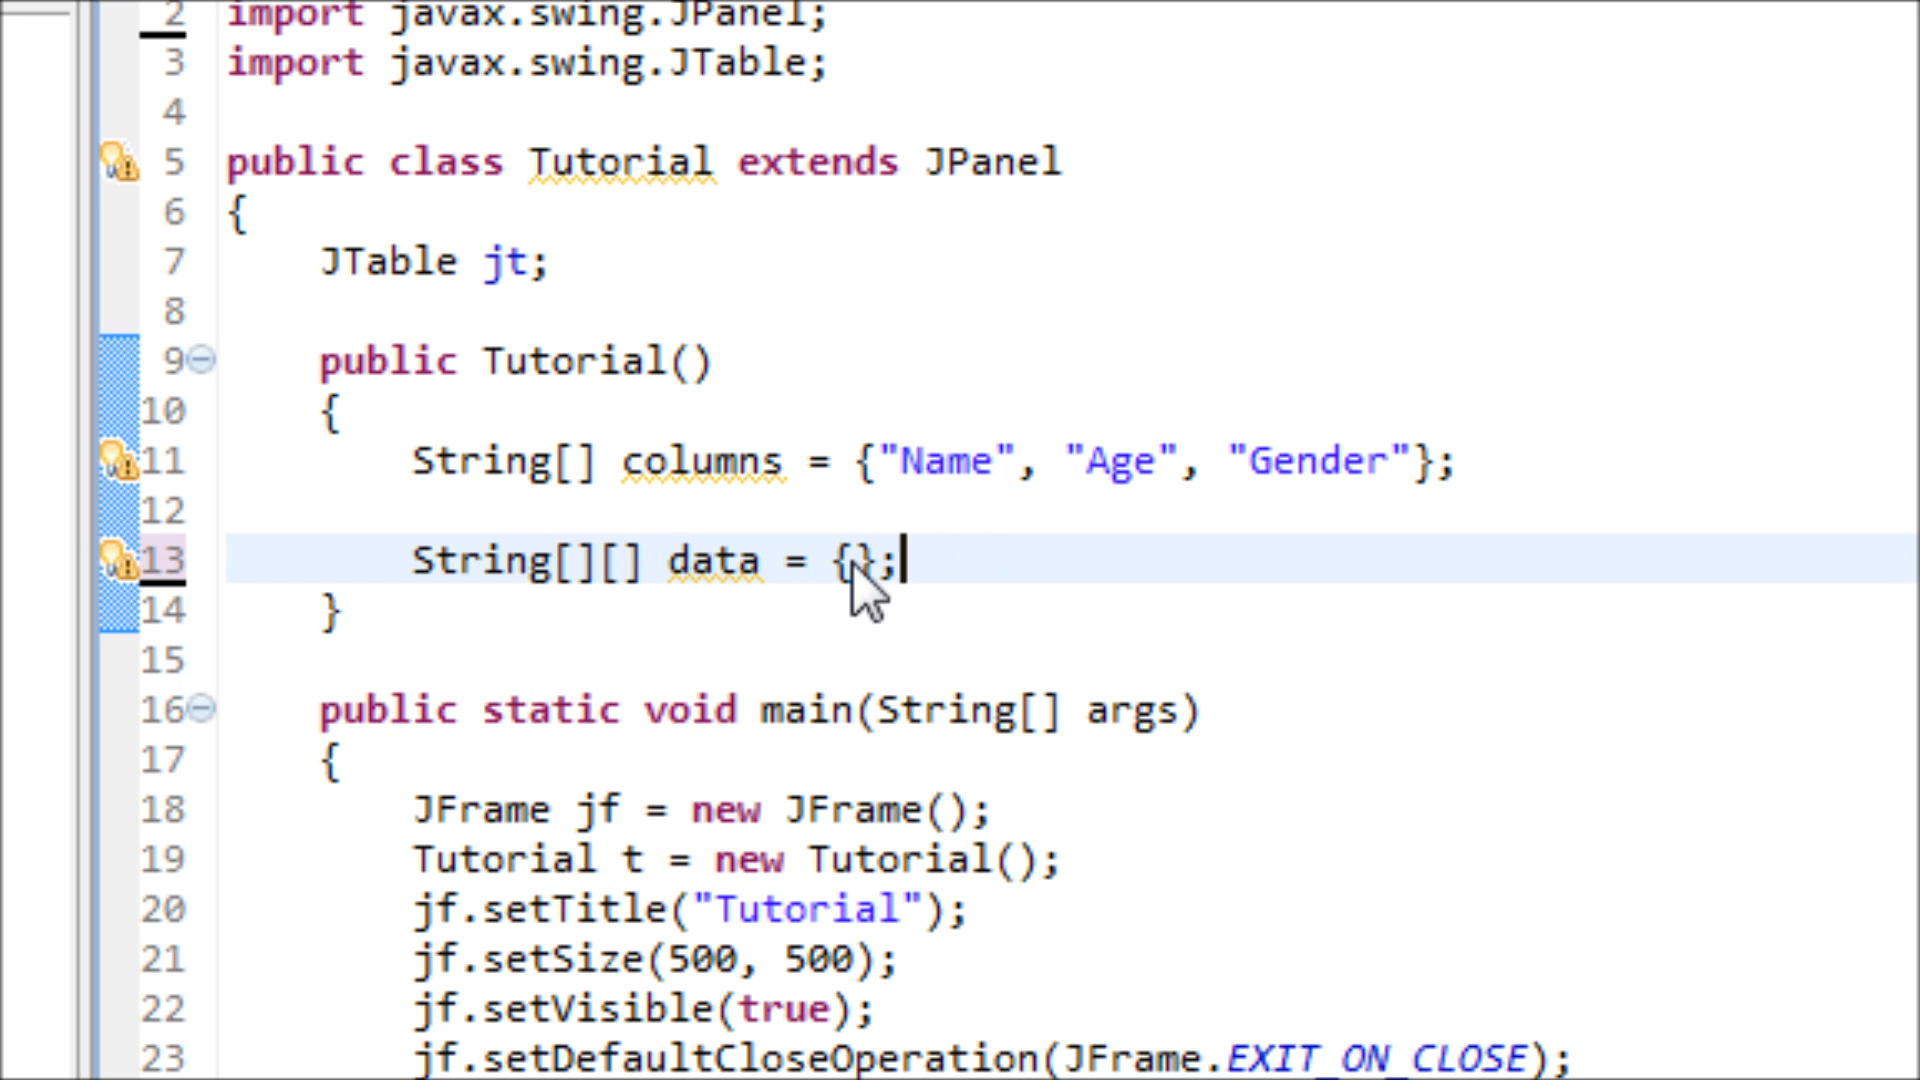 2 import javax.swing.JPanel;
3 import javax.swing.JTable;
4
5 public class Tutorial extends JPanel
6 {
7 JTable jt;
8
9 public Tutorial()
10 {
11 String[] columns = {"Name", "Age", "Gender"};
12
13 String[][] data = {};
14 }
15
16 public static void main(String[] args)
17 {
18 JFrame jf = new JFrame();
19 Tutorial t = new Tutorial();
20 jf.setTitle("Tutorial");
21 jf.setSize(500, 500);
22 jf.setVisible(true);
23 jf.setDefaultCloseOperation(JFrame.EXIT_ON_CLOSE);